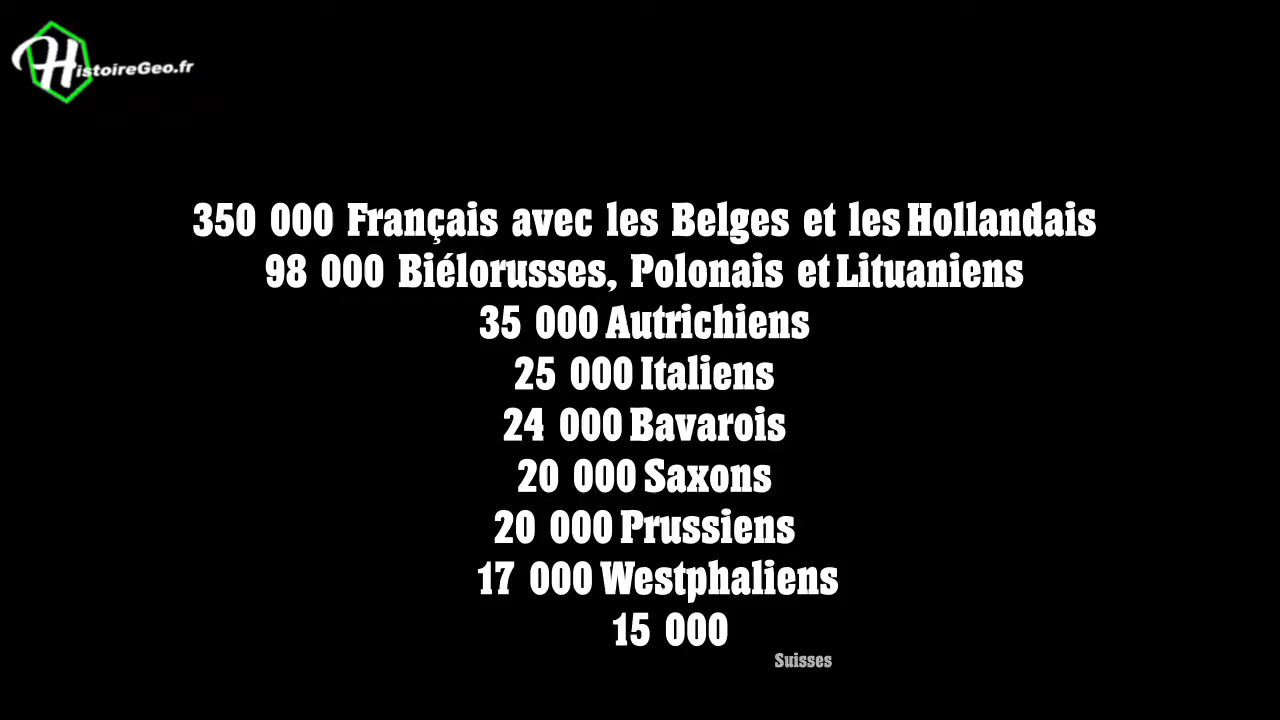 HistoireGeo.fr
350 000 Français avec les Belges et les Hollandais
98 000 Biélorusses, Polonais et Lituaniens
35 000 Autrichiens
25 000 Italiens
24 000 Bavarois
20 000 Saxons
20 000 Prussiens
17 000 Westphaliens
15 000
Suisses